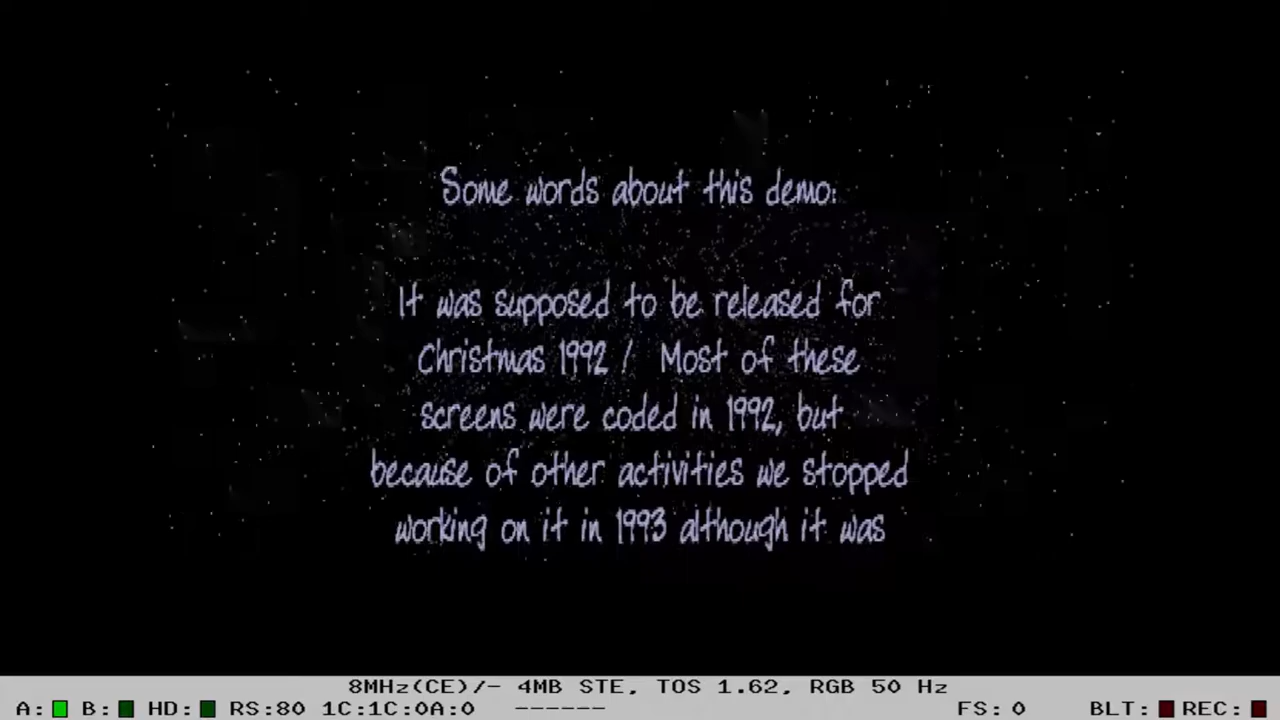 Some words about this demo:
It was supposed to be released for
Christmas 1992 / Most of these
screens were coded in 1992, but
because of other activities we stopped
working on it in 1993 although it was
8MHz(CE)/- 4MB STE, TOS 1.62, RGB 50 Hz
A: B: HD: RS:80 1C:1C:0A:0 ------ FS: 0 BLT: REC: